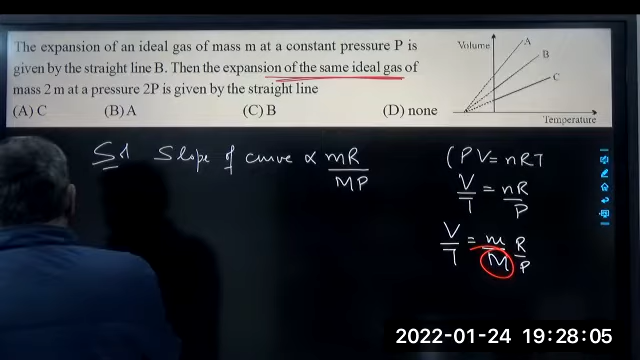 The expansion of an ideal gas of mass m at a constant pressure P is
given by the straight line B. Then the expansion of the same ideal gas of
mass 2 m at a pressure 2P is given by the straight line
(A) C (B) A (C) B (D) none
Volume
A
B
C
Temperature
Slope of curve ∝ mR
MP
(PV = nRT
V = nR
T P
V = m R
T M P
2022-01-24 19:28:05